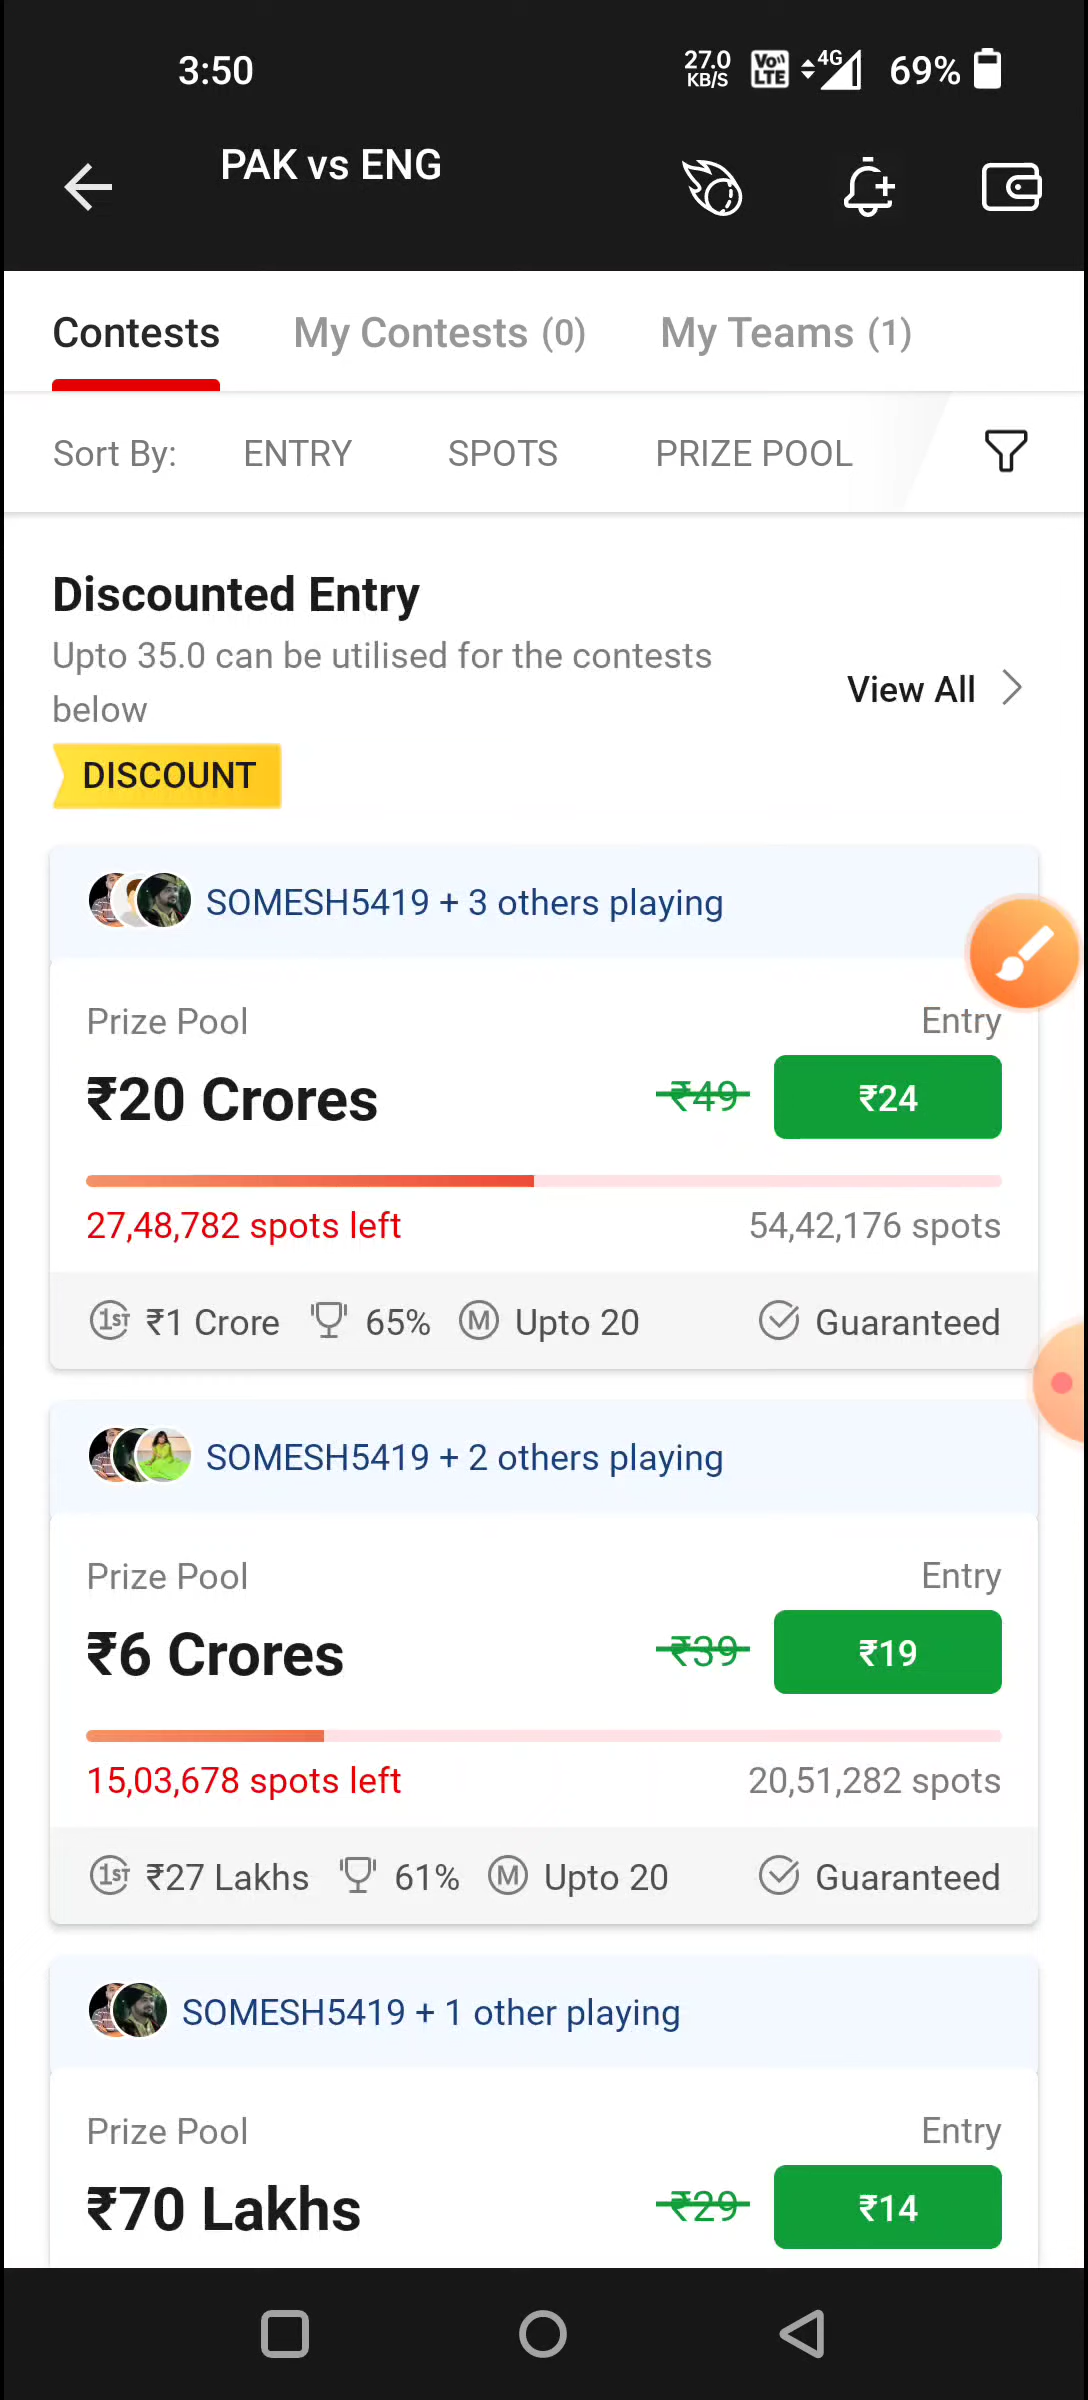 3:50
27.0
KB/S
Vo))
LTE
4G
69%
PAK vs ENG
Contests
My Contests (0)
My Teams (1)
Sort By:
ENTRY
SPOTS
PRIZE POOL
Discounted Entry
Upto 35.0 can be utilised for the contests
below
View All
DISCOUNT
SOMESH5419 + 3 others playing
Prize Pool
Entry
₹20 Crores
₹49
₹24
27,48,782 spots left
54,42,176 spots
1ST ₹1 Crore
65%
M Upto 20
Guaranteed
SOMESH5419 + 2 others playing
Prize Pool
Entry
₹6 Crores
₹39
₹19
15,03,678 spots left
20,51,282 spots
1ST ₹27 Lakhs
61%
M Upto 20
Guaranteed
SOMESH5419 + 1 other playing
Prize Pool
Entry
₹70 Lakhs
₹29
₹14